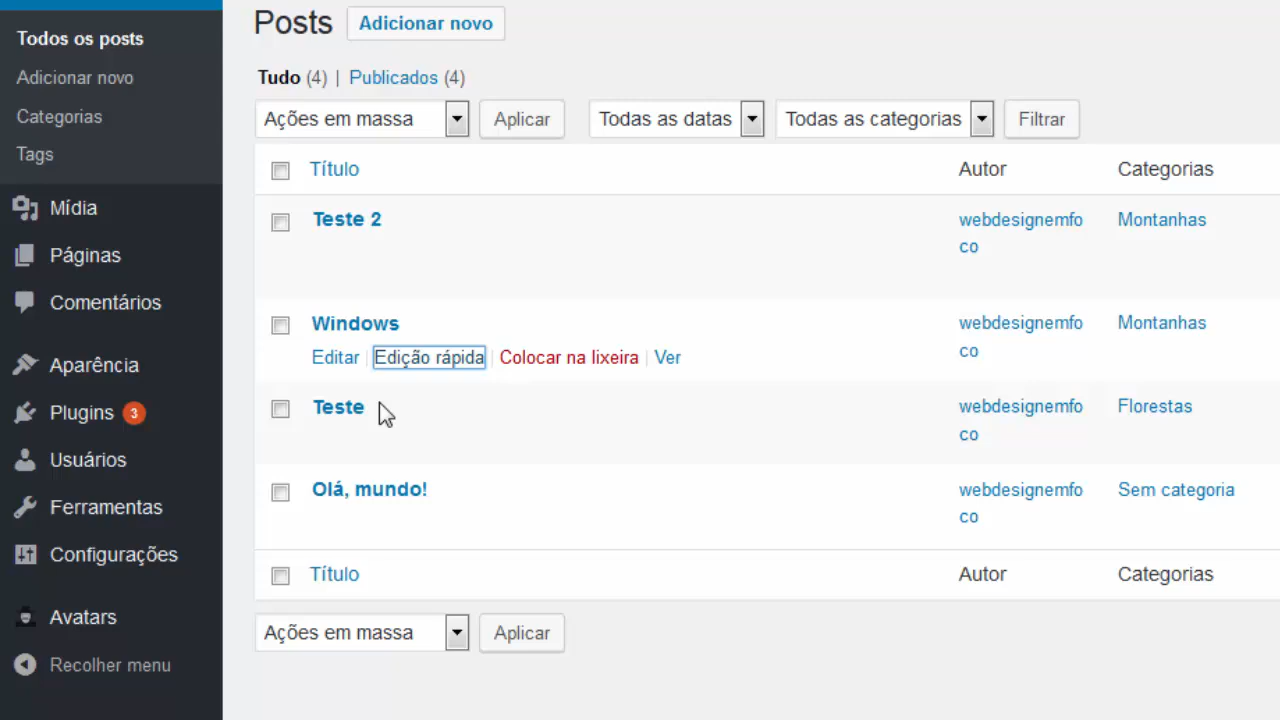 Todos os posts
Adicionar novo
Categorias
Tags
Mídia
Páginas
Comentários
Aparência
Plugins 3
Usuários
Ferramentas
Configurações
Avatars
Recolher menu
Posts Adicionar novo
Tudo (4) | Publicados (4)
Ações em massa Aplicar Todas as datas Todas as categorias Filtrar
Título Autor Categorias
Teste 2 webdesignemfo Montanhas
co
Windows webdesignemfo Montanhas
Editar | Edição rápida | Colocar na lixeira | Ver co
Teste webdesignemfo Florestas
co
Olá, mundo! webdesignemfo Sem categoria
co
Título Autor Categorias
Ações em massa Aplicar